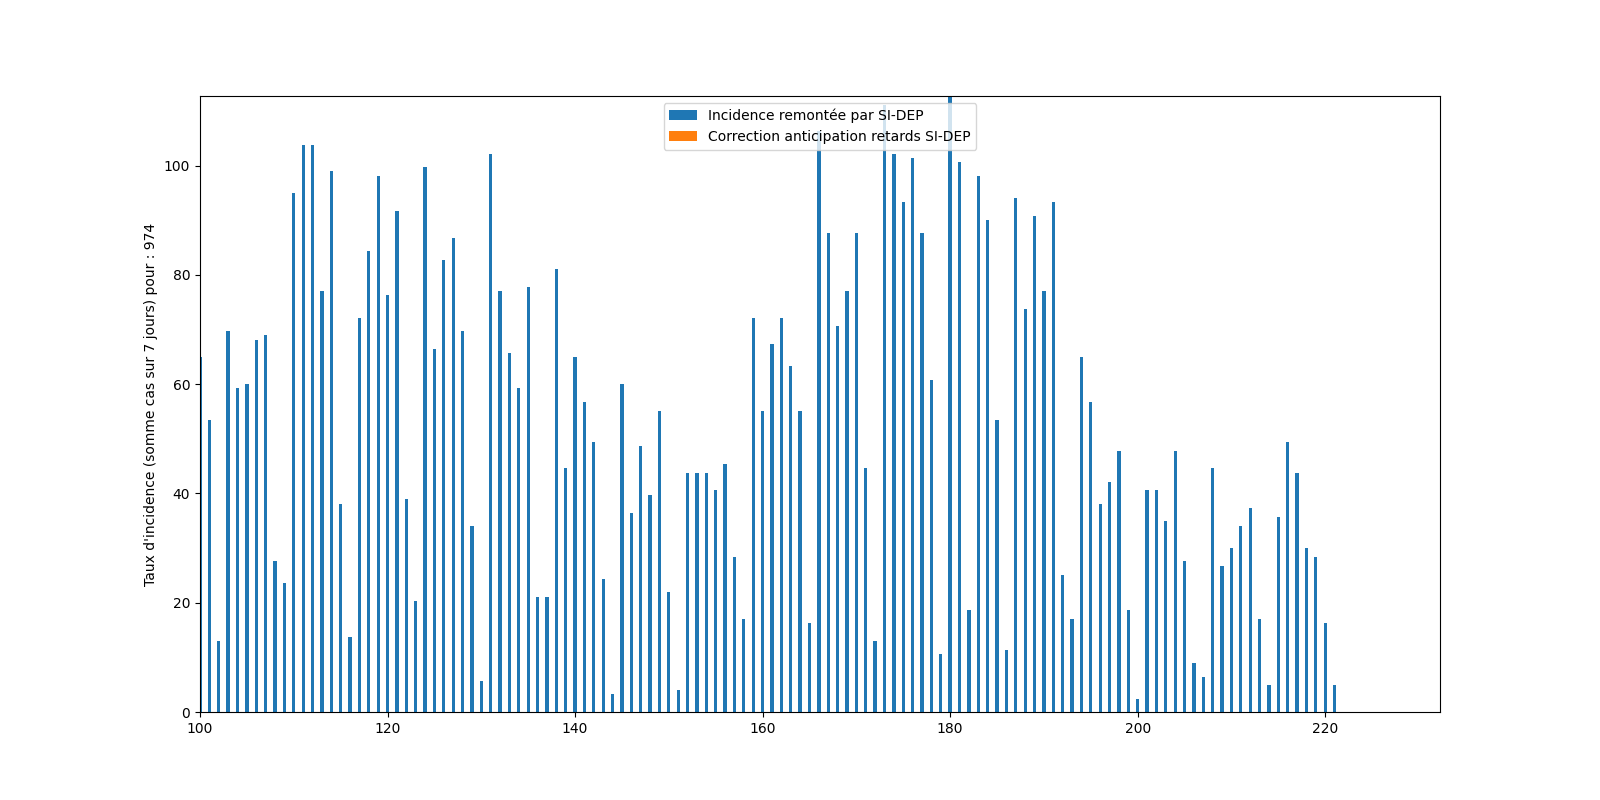 Incidence remontée par SI-DEP
Correction anticipation retards SI-DEP
Taux d'incidence (somme cas sur 7 jours) pour : 974
100
80
60
40
20
0
100 120 140 160 180 200 220